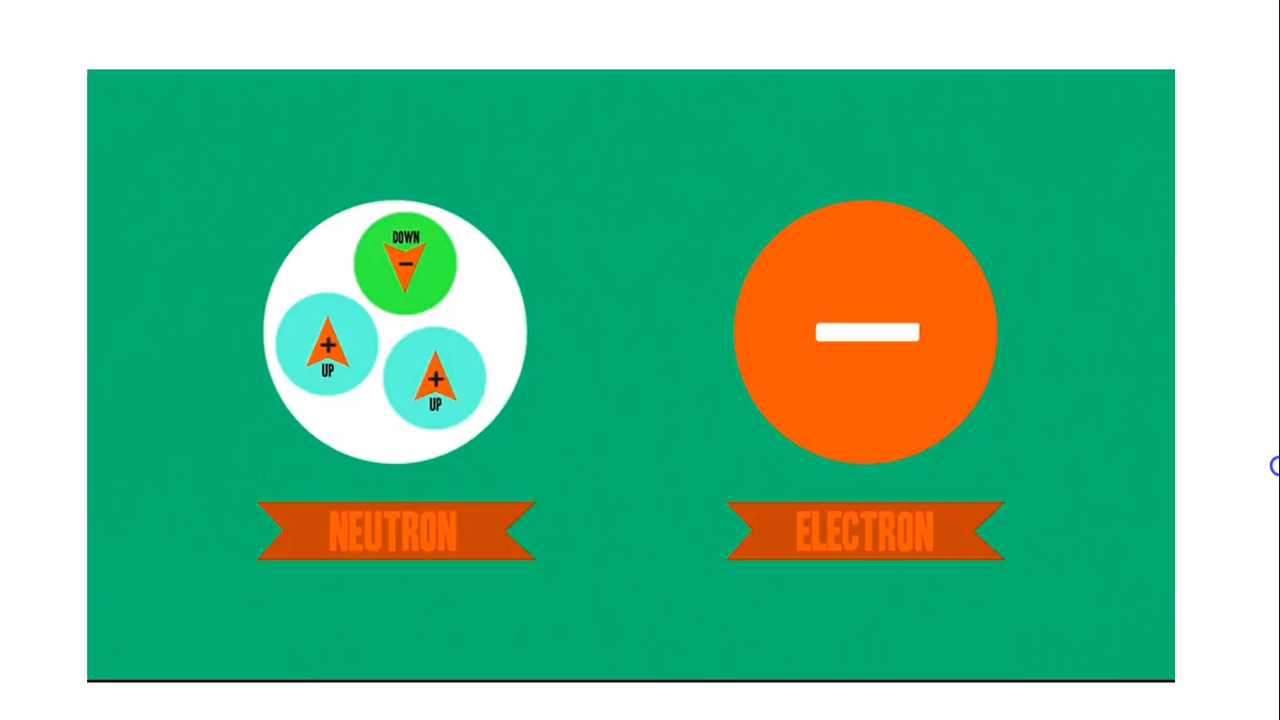 DOWN
−
+
UP
+
UP
NEUTRON
ELECTRON